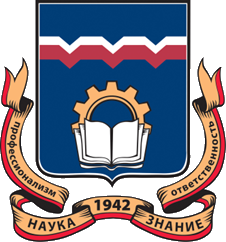 профессионализм
ответственность
НАУКА 1942 ЗНАНИЕ